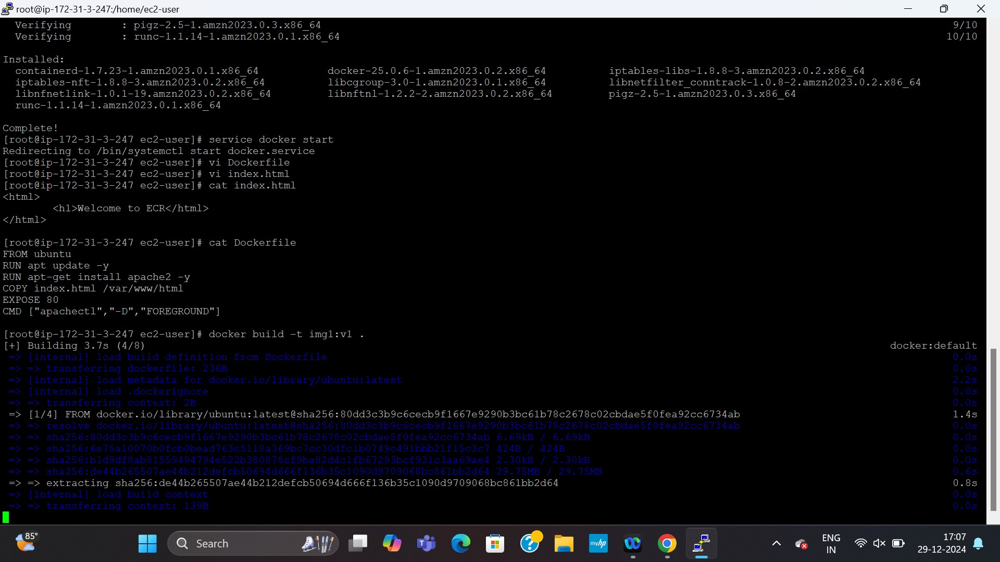 root@ip-172-31-3-247:/home/ec2-user
  Verifying        : pigz-2.5-1.amzn2023.0.3.x86_64 9/10
  Verifying        : runc-1.1.14-1.amzn2023.0.1.x86_64 10/10
Installed:
  containerd-1.7.23-1.amzn2023.0.1.x86_64 docker-25.0.6-1.amzn2023.0.2.x86_64 iptables-libs-1.8.8-3.amzn2023.0.2.x86_64
  iptables-nft-1.8.8-3.amzn2023.0.2.x86_64 libcgroup-3.0-1.amzn2023.0.1.x86_64 libnetfilter_conntrack-1.0.8-2.amzn2023.0.2.x86_64
  libnfnetlink-1.0.1-19.amzn2023.0.2.x86_64 libnftnl-1.2.2-2.amzn2023.0.2.x86_64 pigz-2.5-1.amzn2023.0.3.x86_64
  runc-1.1.14-1.amzn2023.0.1.x86_64
Complete!
[root@ip-172-31-3-247 ec2-user]# service docker start
Redirecting to /bin/systemctl start docker.service
[root@ip-172-31-3-247 ec2-user]# vi Dockerfile
[root@ip-172-31-3-247 ec2-user]# vi index.html
[root@ip-172-31-3-247 ec2-user]# cat index.html
<html>
        <h1>Welcome to ECR</html>
</html>
[root@ip-172-31-3-247 ec2-user]# cat Dockerfile
FROM ubuntu
RUN apt update -y
RUN apt-get install apache2 -y
COPY index.html /var/www/html
EXPOSE 80
CMD ["apachectl","-D","FOREGROUND"]
[root@ip-172-31-3-247 ec2-user]# docker build -t img1:v1 .
[+] Building 3.7s (4/8) docker:default
 => [internal] load build definition from Dockerfile 0.0s
 => => transferring dockerfile: 236B 0.0s
 => [internal] load metadata for docker.io/library/ubuntu:latest 2.2s
 => [internal] load .dockerignore 0.0s
 => => transferring context: 2B 0.0s
 => [1/4] FROM docker.io/library/ubuntu:latest@sha256:80dd3c3b9c6cecb9f1667e9290b3bc61b78c2678c02cbdae5f0fea92cc6734ab 1.4s
 => => resolve docker.io/library/ubuntu:latest@sha256:80dd3c3b9c6cecb9f1667e9290b3bc61b78c2678c02cbdae5f0fea92cc6734ab 0.0s
 => => sha256:80dd3c3b9c6cecb9f1667e9290b3bc61b78c2678c02cbdae5f0fea92cc6734ab 6.69kB / 6.69kB 0.0s
 => => sha256:6e75a10070b0fcb0bead763c5118a369bc7cc30dfc1b0749c491bbb21f15c3c7 424B / 424B 0.0s
 => => sha256:b1d9df8ab81559494794e522b380878cf9ba82d4c1fb67293bcf931c3aa69ae4 2.30kB / 2.30kB 0.0s
 => => sha256:de44b265507ae44b212defcb50694d666f136b35c1090d9709068bc861bb2d64 29.75MB / 29.75MB 0.6s
 => => extracting sha256:de44b265507ae44b212defcb50694d666f136b35c1090d9709068bc861bb2d64 0.8s
 => [internal] load build context 0.0s
 => => transferring context: 139B 0.0s
85°
Search
myhp
ENG
IN
17:07
29-12-2024